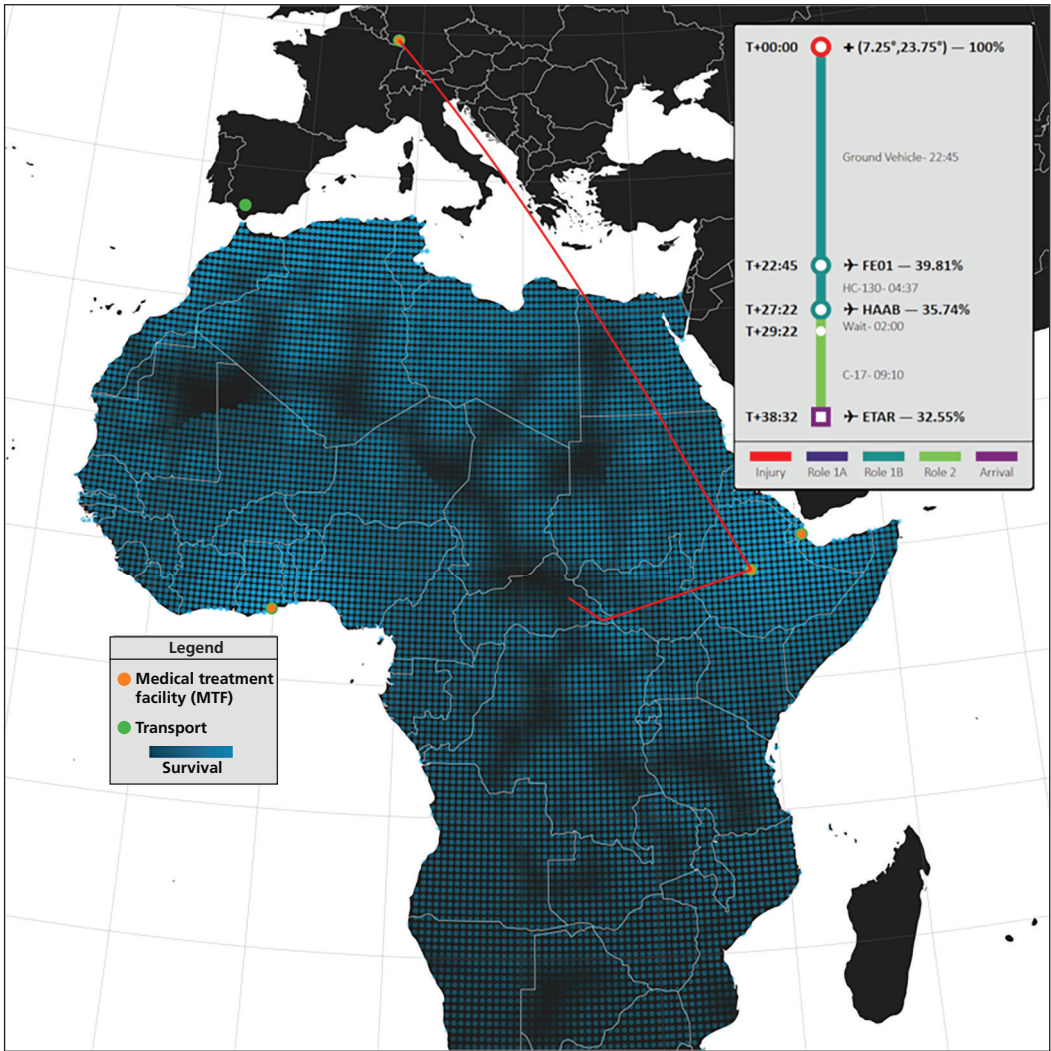 T+00:00
✚ (7.25°,23.75°) — 100%
Ground Vehicle- 22:45
T+22:45
✈ FE01 — 39.81%
HC-130- 04:37
T+27:22
✈ HAAB — 35.74%
Wait- 02:00
T+29:22
C-17- 09:10
T+38:32
✈ ETAR — 32.55%
Injury
Role 1A
Role 1B
Role 2
Arrival
Legend
Medical treatment
facility (MTF)
Transport
Survival